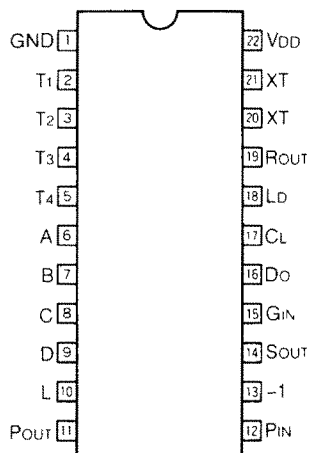 GND 1 22 VDD
T1 2 21 XT
T2 3 20 XT
T3 4 19 ROUT
T4 5 18 LD
A 6 17 CL
B 7 16 DO
C 8 15 GIN
D 9 14 SOUT
L 10 13 -1
POUT 11 12 PIN